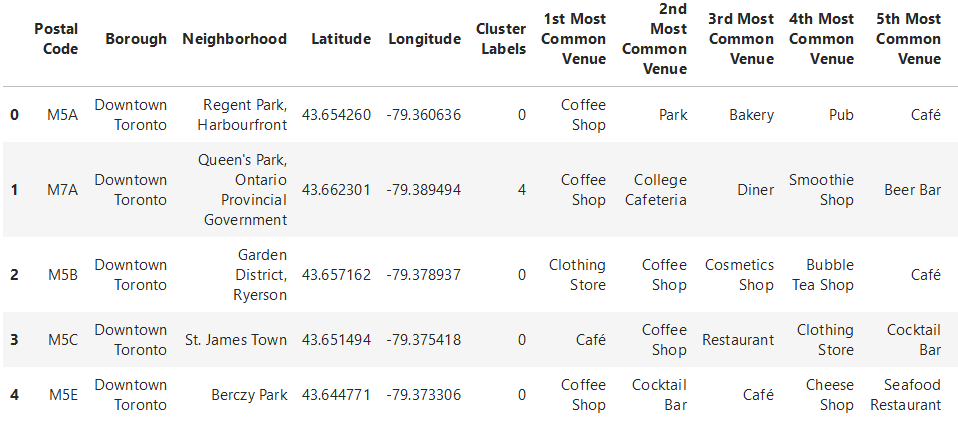 Postal Code Borough Neighborhood Latitude Longitude Cluster Labels 1st Most Common Venue 2nd Most Common Venue 3rd Most Common Venue 4th Most Common Venue 5th Most Common Venue
0 M5A Downtown Toronto Regent Park, Harbourfront 43.654260 -79.360636 0 Coffee Shop Park Bakery Pub Café
1 M7A Downtown Toronto Queen's Park, Ontario Provincial Government 43.662301 -79.389494 4 Coffee Shop College Cafeteria Diner Smoothie Shop Beer Bar
2 M5B Downtown Toronto Garden District, Ryerson 43.657162 -79.378937 0 Clothing Store Coffee Shop Cosmetics Shop Bubble Tea Shop Café
3 M5C Downtown Toronto St. James Town 43.651494 -79.375418 0 Café Coffee Shop Restaurant Clothing Store Cocktail Bar
4 M5E Downtown Toronto Berczy Park 43.644771 -79.373306 0 Coffee Shop Cocktail Bar Café Cheese Shop Seafood Restaurant